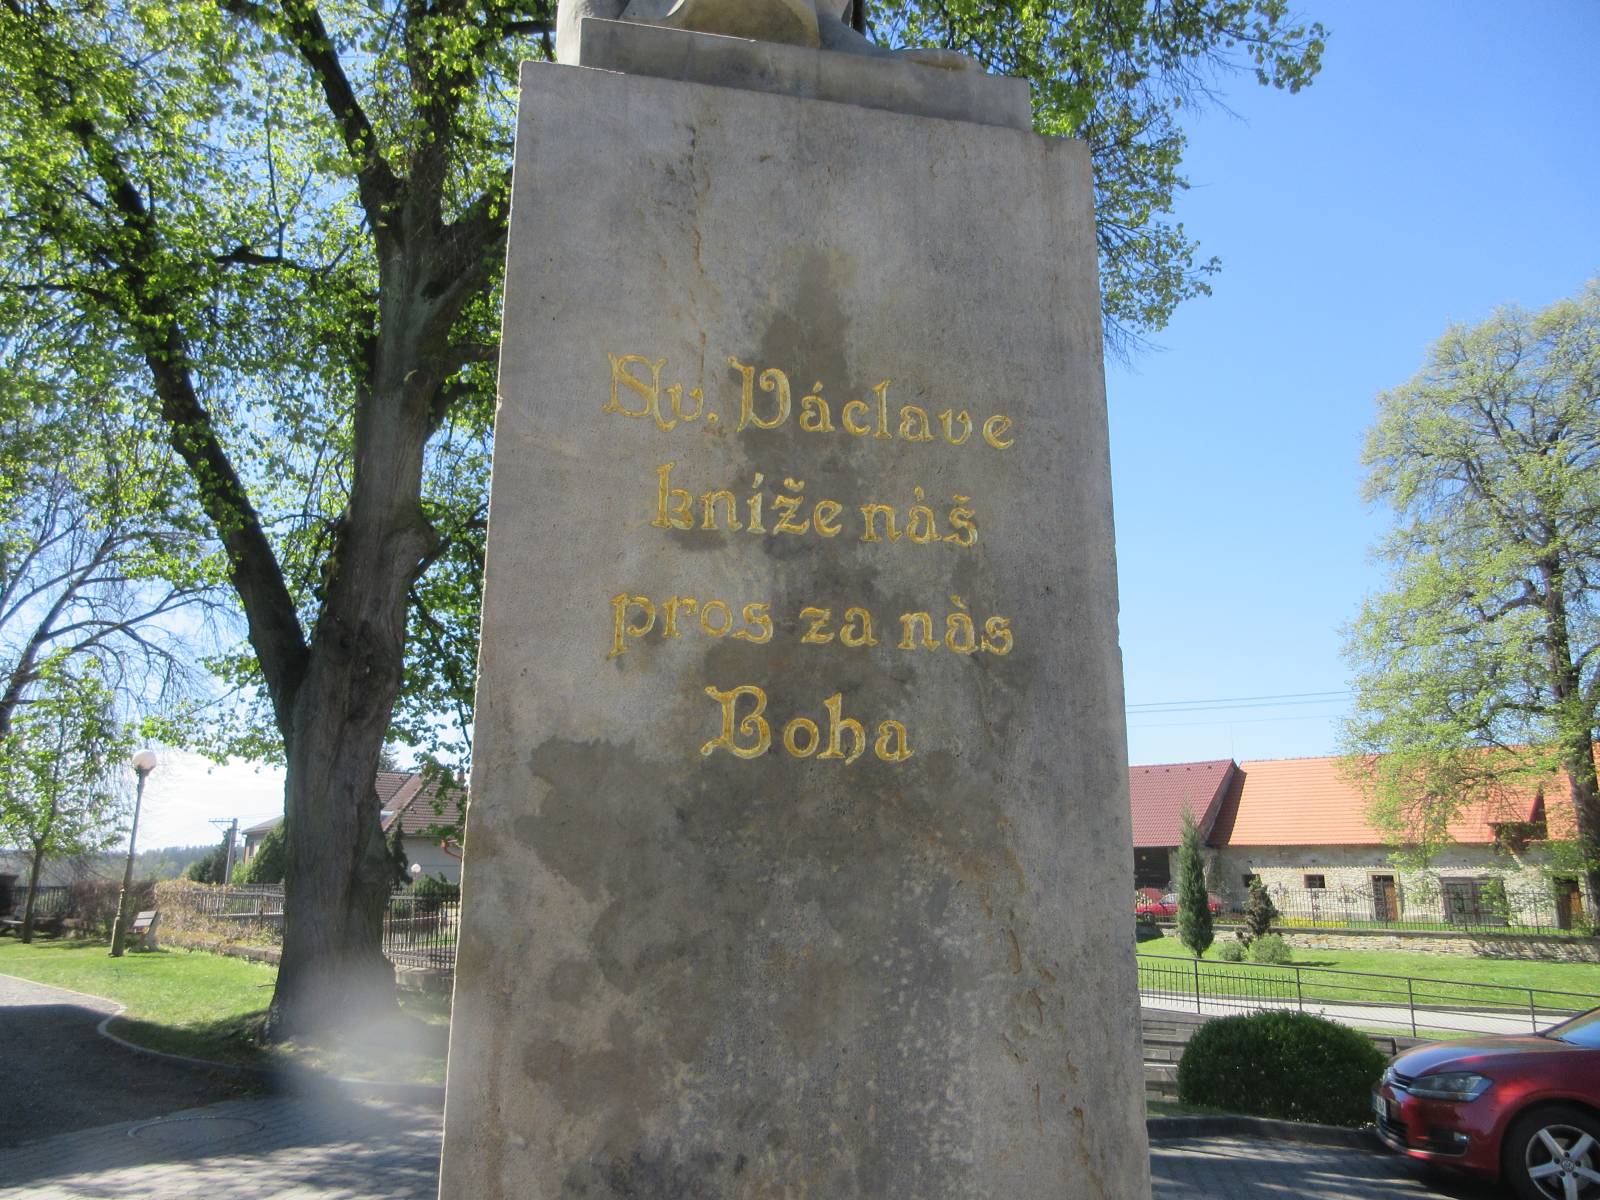 Sv. Václave
kníže náš
pros za nás
Boha